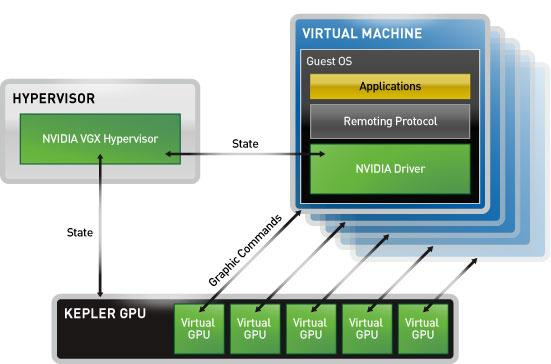 VIRTUAL MACHINE
Guest OS
Applications
Remoting Protocol
NVIDIA Driver
HYPERVISOR
NVIDIA VGX Hypervisor
State
State
Graphic Commands
KEPLER GPU
Virtual
GPU
Virtual
GPU
Virtual
GPU
Virtual
GPU
Virtual
GPU